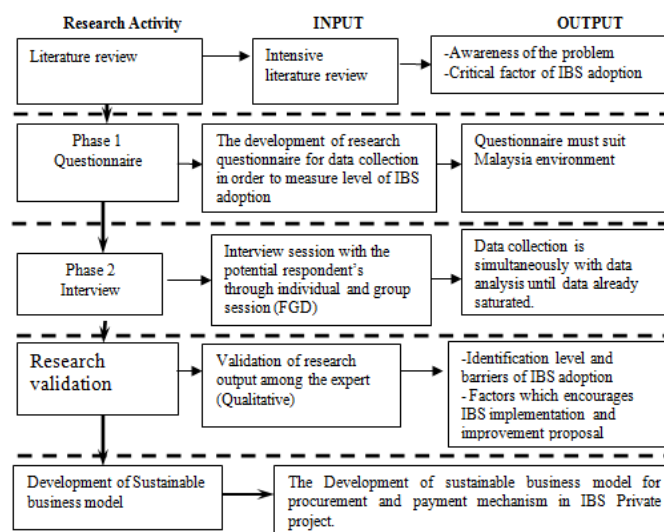 Research Activity INPUT OUTPUT
Literature review
Intensive
literature review
-Awareness of the problem
-Critical factor of IBS adoption
Phase 1
Questionnaire
The development of research
questionnaire for data collection
in order to measure level of IBS
adoption
Questionnaire must suit
Malaysia environment
Phase 2
Interview
Interview session with the
potential respondent's
through individual and group
session (FGD)
Data collection is
simultaneously with data
analysis until data already
saturated.
Research
validation
Validation of research
output among the expert
(Qualitative)
-Identification level and
barriers of IBS adoption
- Factors which encourages
IBS implementation and
improvement proposal
Development of Sustainable
business model
The Development of sustainable business model for
procurement and payment mechanism in IBS Private
project.